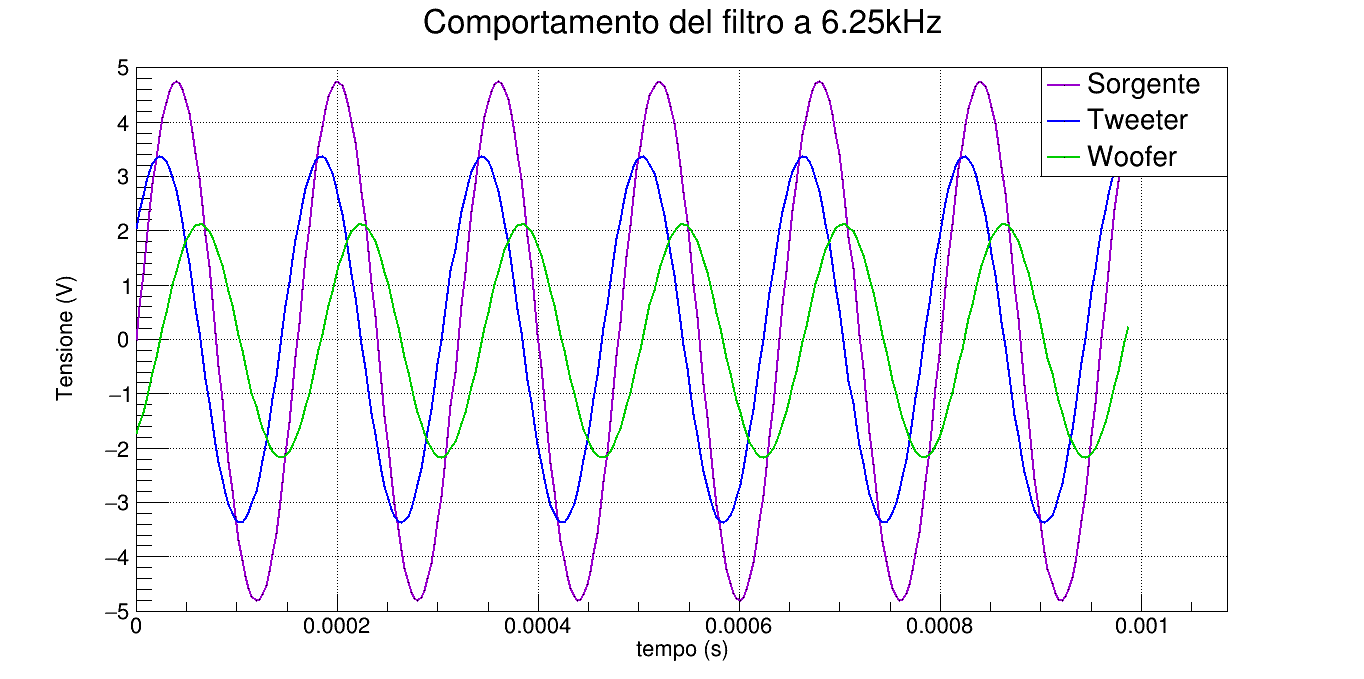 Comportamento del filtro a 6.25kHz
Sorgente
Tweeter
Woofer
Tensione (V)
5
4
3
2
1
0
−1
−2
−3
−4
−5
0 0.0002 0.0004 0.0006 0.0008 0.001
tempo (s)